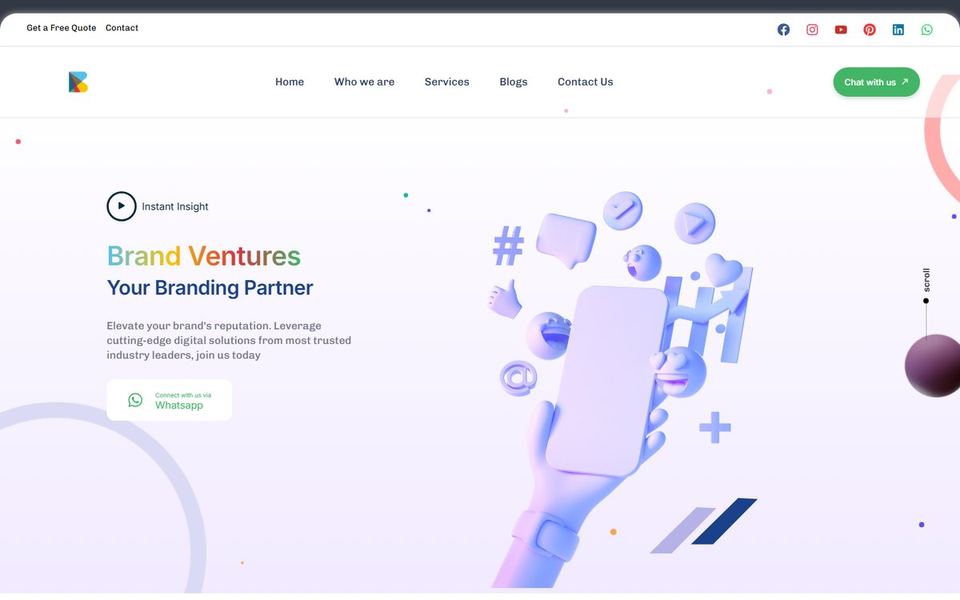 Get a Free Quote Contact
Home Who we are Services Blogs Contact Us
Chat with us
Instant Insight
Brand Ventures
Your Branding Partner
Elevate your brand's reputation. Leverage
cutting-edge digital solutions from most trusted
industry leaders, join us today
Connect with us via
Whatsapp
#
@
scroll